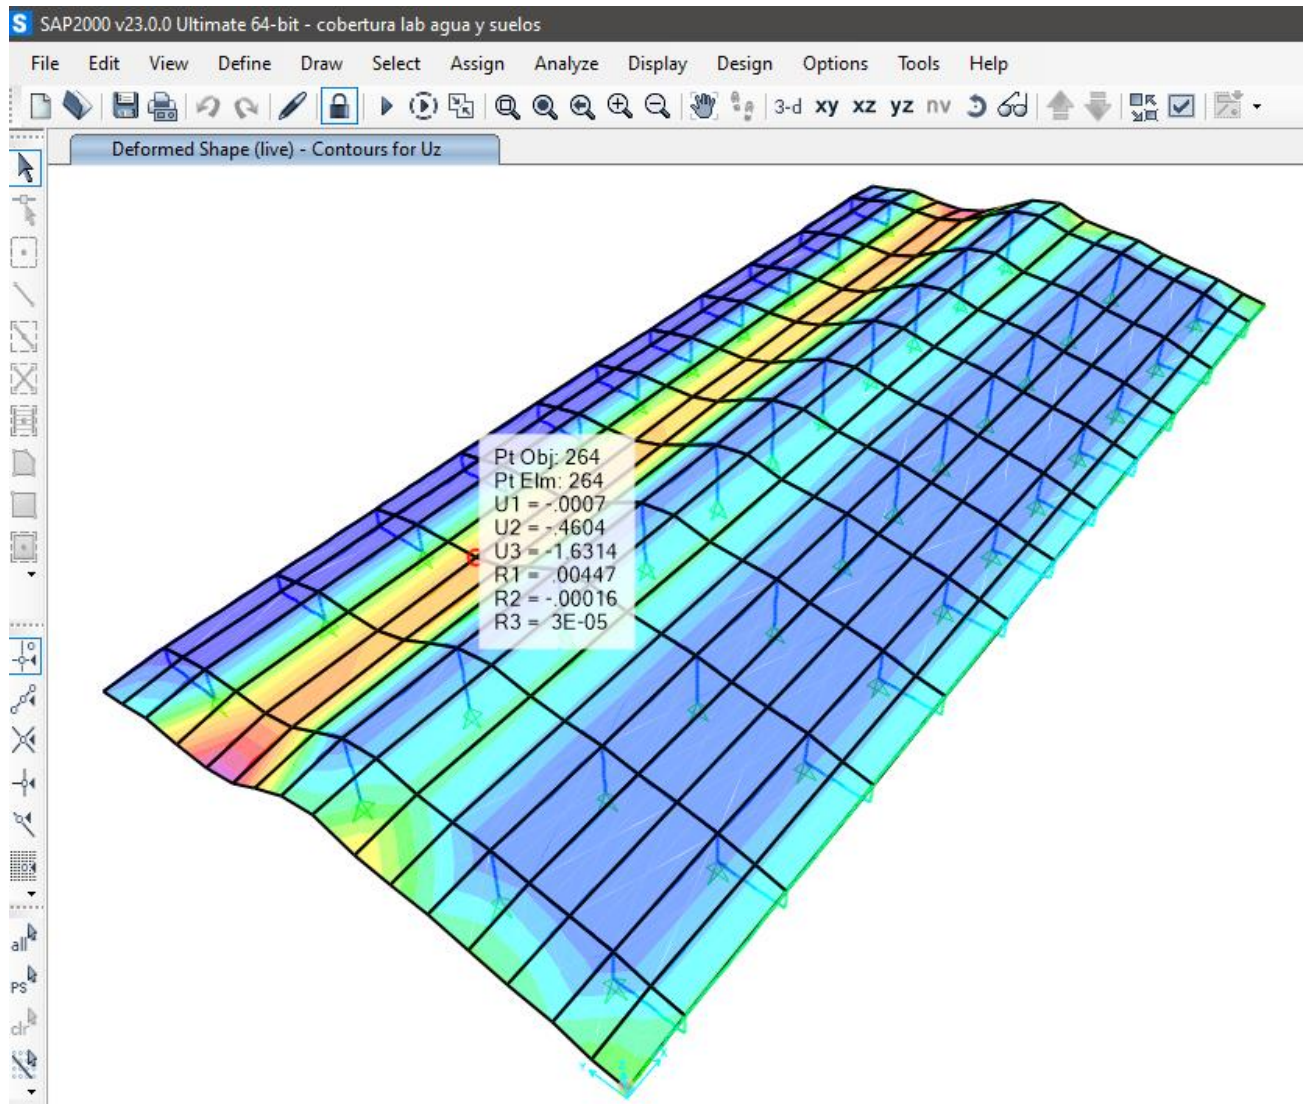 SAP2000 v23.0.0 Ultimate 64-bit - cobertura lab agua y suelos
File Edit View Define Draw Select Assign Analyze Display Design Options Tools Help
3-d xy xz yz nv
Deformed Shape (live) - Contours for Uz
Pt Obj: 264
Pt Elm: 264
U1 = -.0007
U2 = -.4604
U3 = -1.6314
R1 = .00447
R2 = -.00016
R3 = 3E-05
all
PS
clr